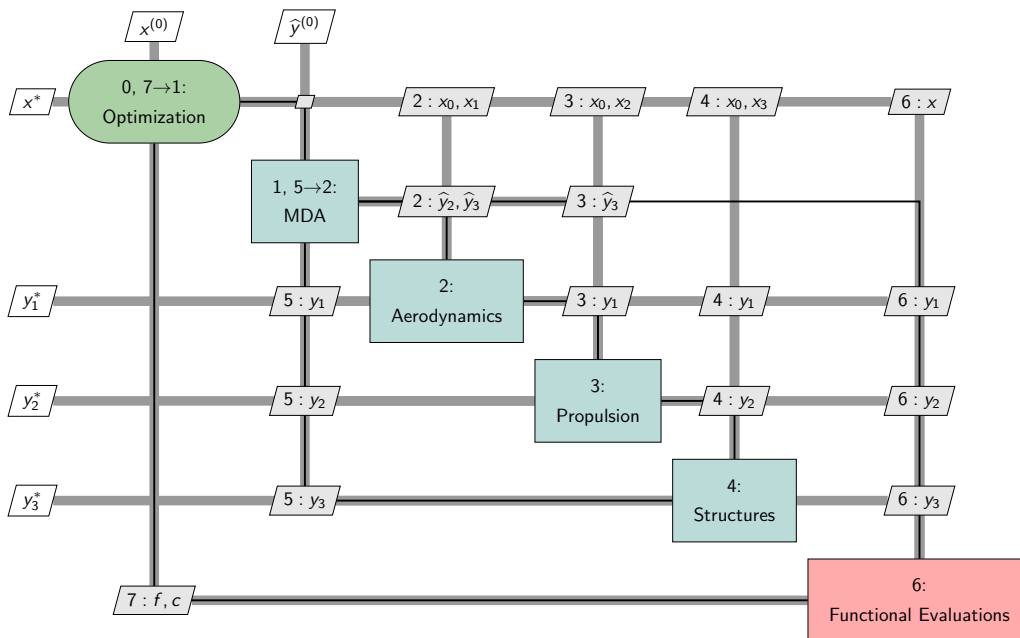 x^(0)
ŷ^(0)
x*
0, 7→1:
Optimization
2 : x₀, x₁
3 : x₀, x₂
4 : x₀, x₃
6 : x
1, 5→2:
MDA
2 : ŷ₂, ŷ₃
3 : ŷ₃
y₁*
5 : y₁
2:
Aerodynamics
3 : y₁
4 : y₁
6 : y₁
y₂*
5 : y₂
3:
Propulsion
4 : y₂
6 : y₂
y₃*
5 : y₃
4:
Structures
6 : y₃
7 : f, c
6:
Functional Evaluations